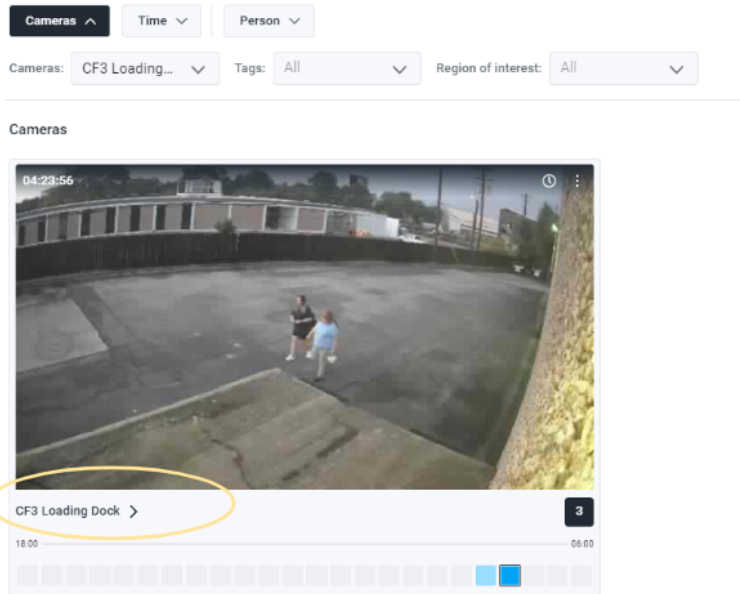 Cameras Time Person
Cameras: CF3 Loading... Tags: All Region of interest: All
Cameras
04:23:56
CF3 Loading Dock 3
18:00 06:00